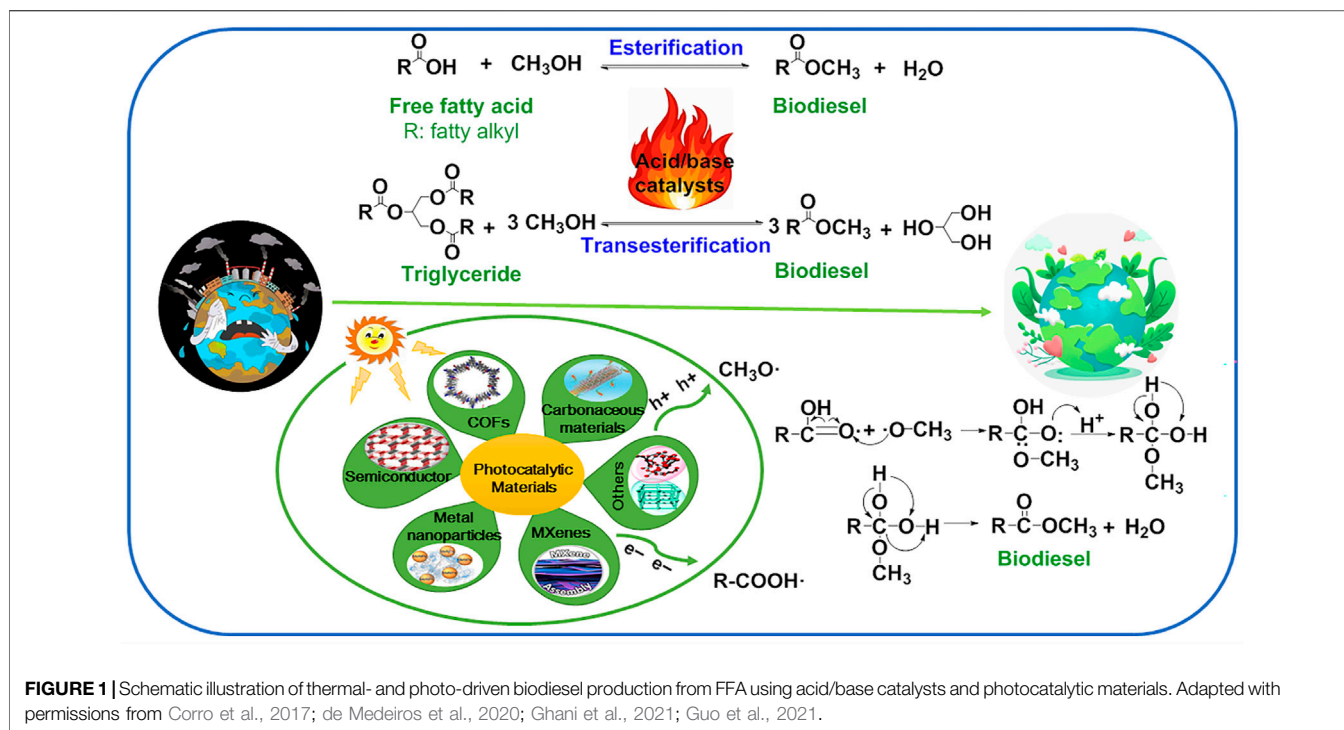 Esterification
O
R OH + CH₃OH
O
R OCH₃ + H₂O
Free fatty acid
R: fatty alkyl
Biodiesel
Acid/base
catalysts
O
R O
O R
O
O R
O
+ 3 CH₃OH
Transesterification
O
3 R OCH₃ + HO OH
OH
Triglyceride
Biodiesel
COFs
Carbonaceous
materials
Semiconductor
Photocatalytic
Materials
Others
Metal
nanoparticles
MXenes
MXene
Assembly
h+ h+
CH₃O·
e− e−
R-COOH·
OH
R-C=O: + ·O-CH₃
OH
R-C-O:
O-CH₃
H⁺
H
O
R-C-O-H
O
CH₃
H
O
R-C-O-H
O
CH₃
O
R-C-OCH₃ + H₂O
Biodiesel
FIGURE 1 | Schematic illustration of thermal- and photo-driven biodiesel production from FFA using acid/base catalysts and photocatalytic materials. Adapted with
permissions from Corro et al., 2017; de Medeiros et al., 2020; Ghani et al., 2021; Guo et al., 2021.